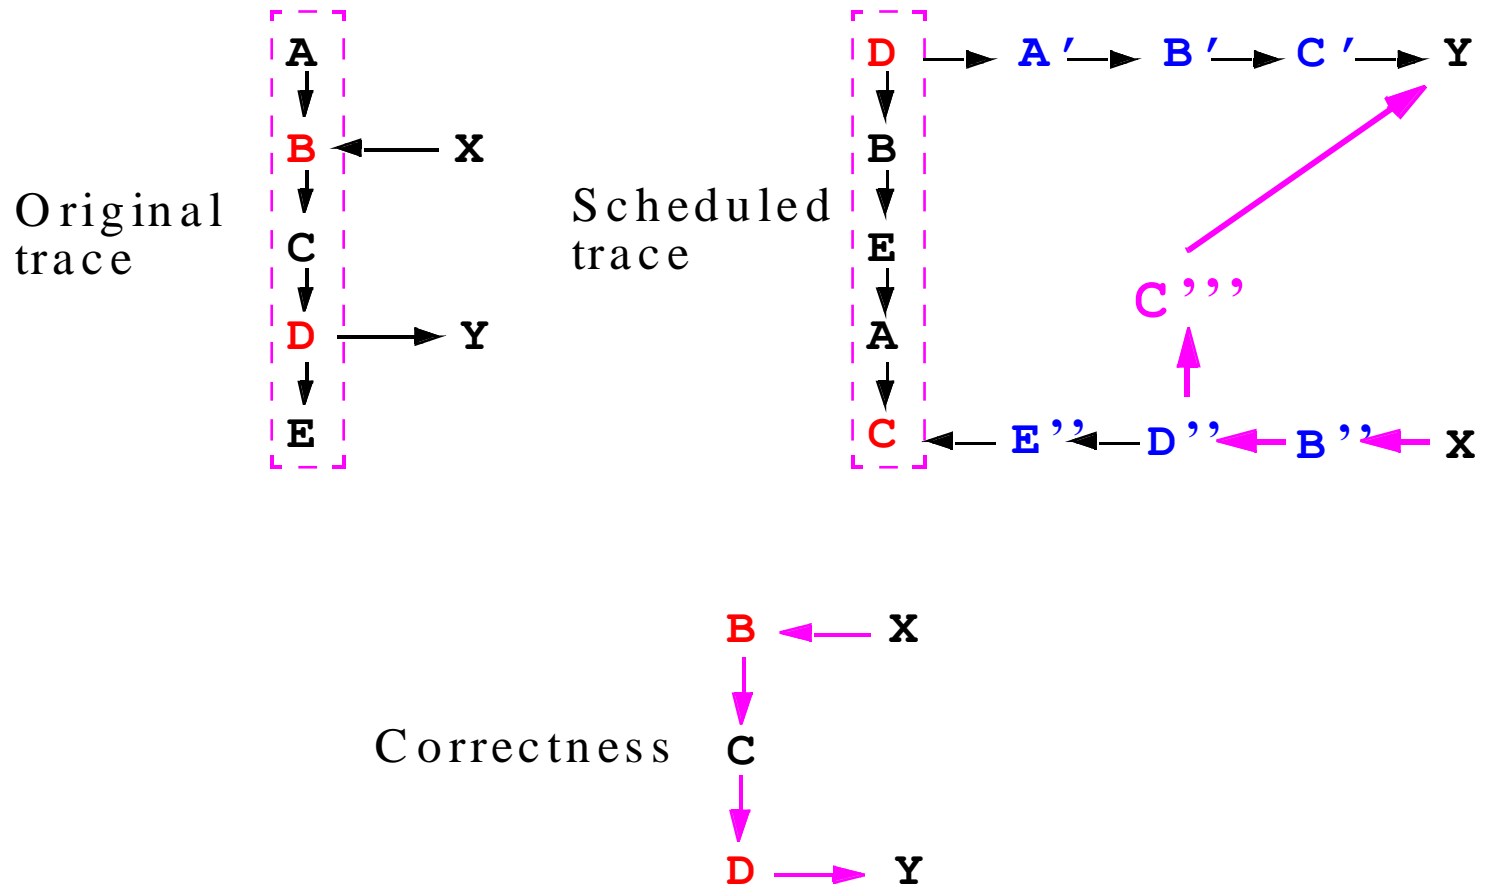 A
B X
C
D Y
E
Original
trace
D A′ B′ C′ Y
B
E
A
C E’’ D’’ B’’ X
C’’’
Scheduled
trace
B X
C
D Y
Correctness